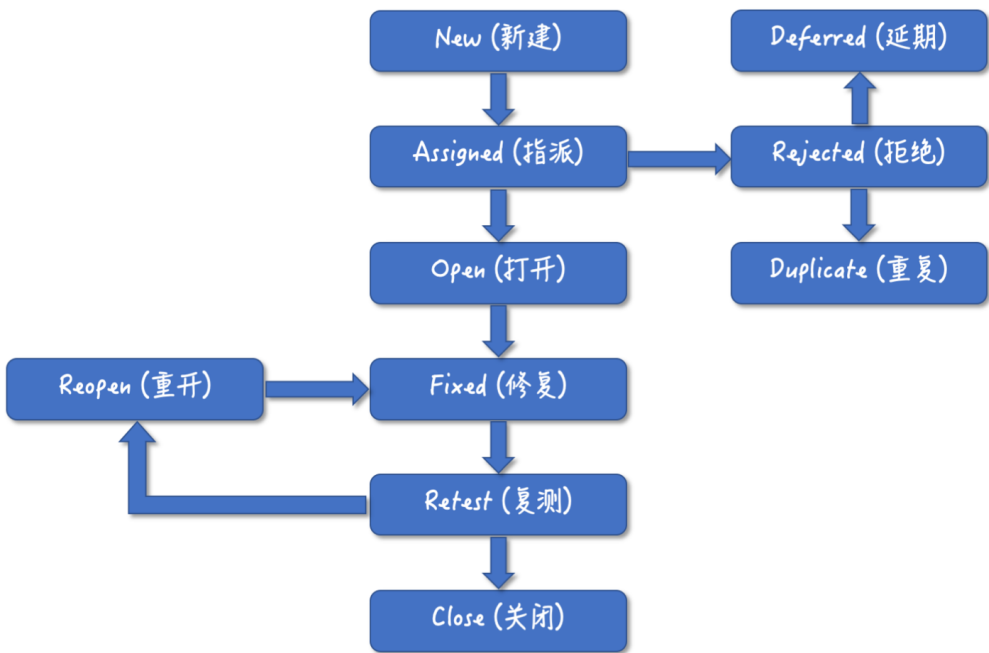 New (新建)
Deferred (延期)
Assigned (指派)
Rejected (拒绝)
Open (打开)
Duplicate (重复)
Reopen (重开)
Fixed (修复)
Retest (复测)
Close (关闭)